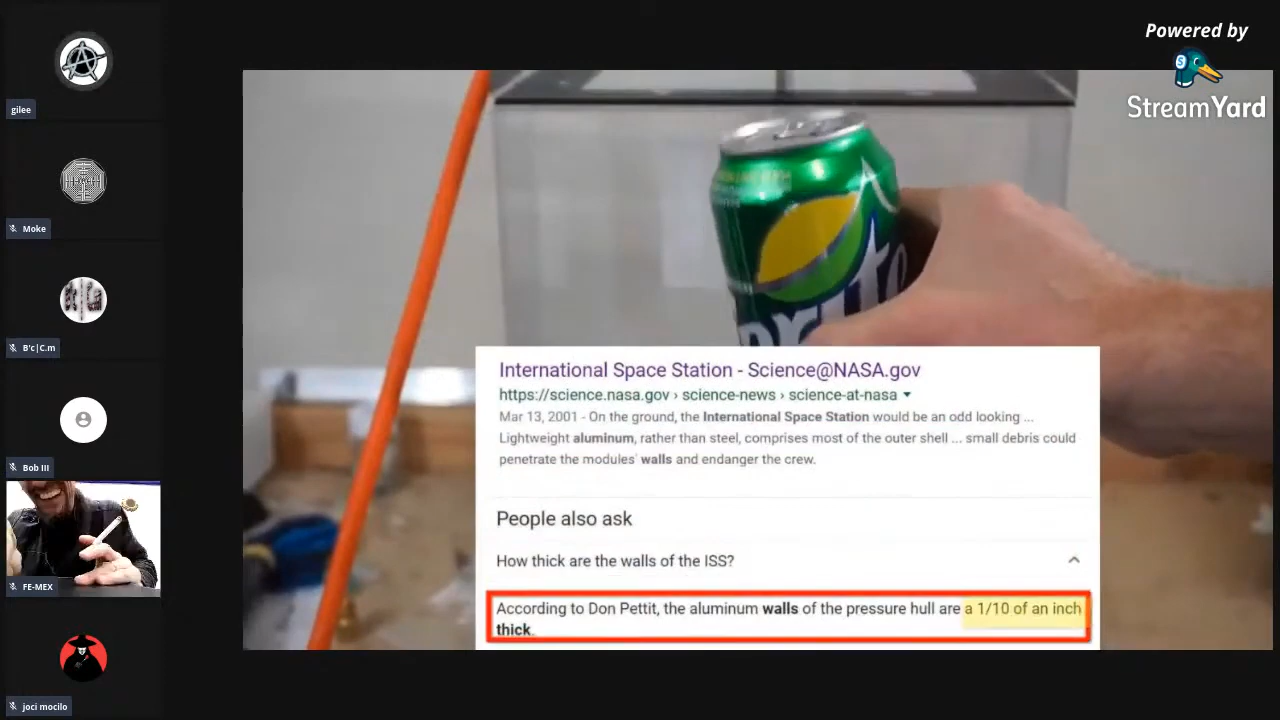 Powered by
StreamYard
gilee
Moke
B'c|C.m
Bob III
FE-MEX
joci mocilo
Sprite
International Space Station - Science@NASA.gov
https://science.nasa.gov › science-news › science-at-nasa
Mar 13, 2001 - On the ground, the International Space Station would be an odd looking ...
Lightweight aluminum, rather than steel, comprises most of the outer shell ... small debris could
penetrate the modules' walls and endanger the crew.
People also ask
How thick are the walls of the ISS?
According to Don Pettit, the aluminum walls of the pressure hull are a 1/10 of an inch
thick.